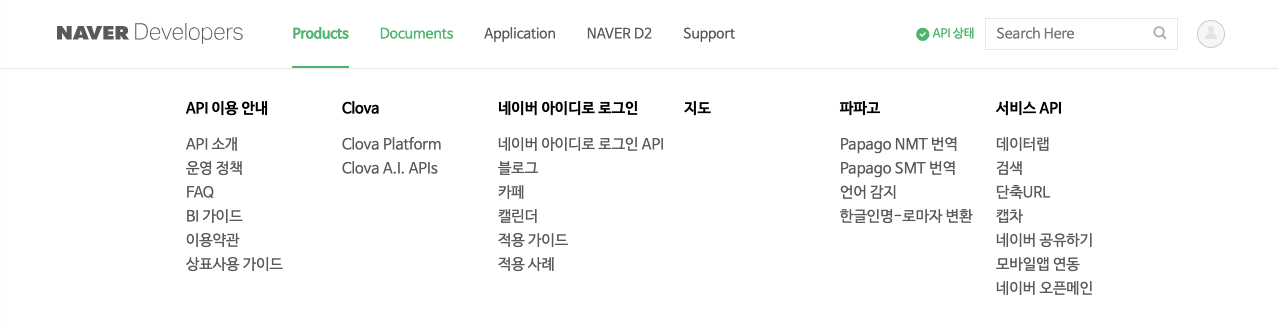 NAVER Developers
Products
Documents
Application
NAVER D2
Support
API 상태
Search Here
API 이용 안내
API 소개
운영 정책
FAQ
BI 가이드
이용약관
상표사용 가이드
Clova
Clova Platform
Clova A.I. APIs
네이버 아이디로 로그인
네이버 아이디로 로그인 API
블로그
카페
캘린더
적용 가이드
적용 사례
지도
파파고
Papago NMT 번역
Papago SMT 번역
언어 감지
한글인명-로마자 변환
서비스 API
데이터랩
검색
단축URL
캡차
네이버 공유하기
모바일앱 연동
네이버 오픈메인